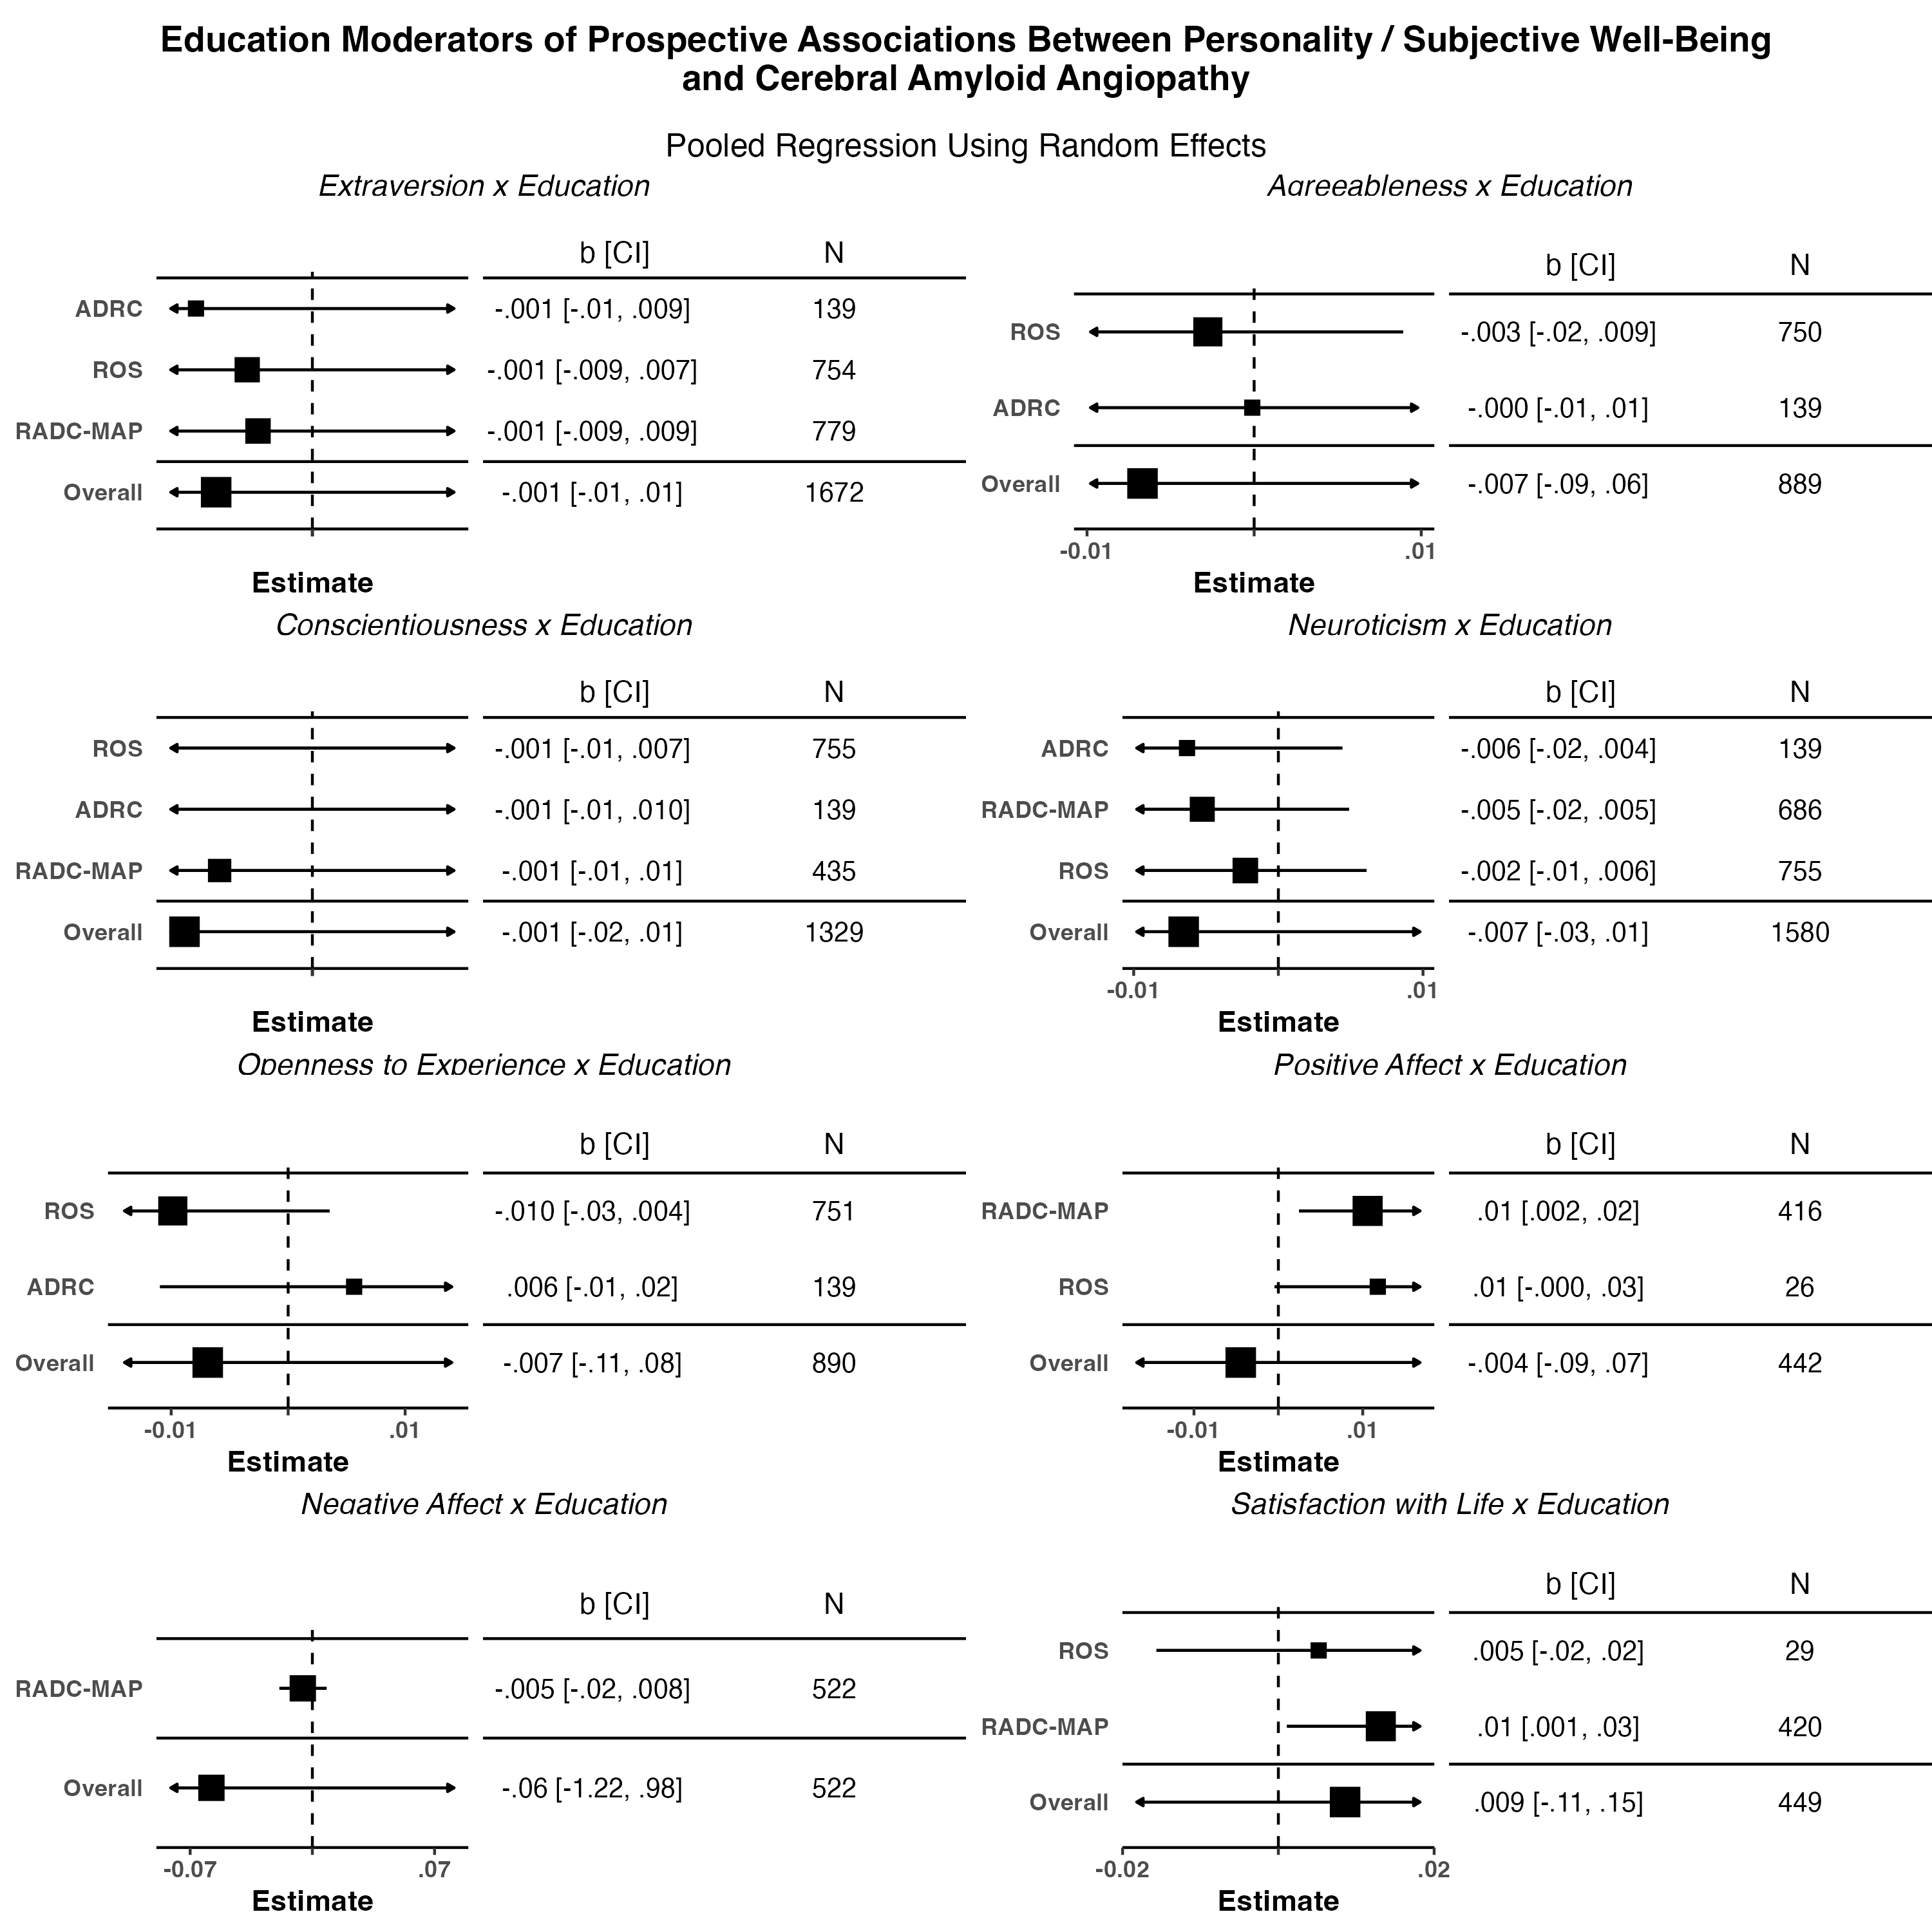 Education Moderators of Prospective Associations Between Personality / Subjective Well-Being
and Cerebral Amyloid Angiopathy
Pooled Regression Using Random Effects
Extraversion x Education
b [CI] N
ADRC -.001 [-.01, .009] 139
ROS -.001 [-.009, .007] 754
RADC-MAP -.001 [-.009, .009] 779
Overall -.001 [-.01, .01] 1672
Estimate
Agreeableness x Education
b [CI] N
ROS -.003 [-.02, .009] 750
ADRC -.000 [-.01, .01] 139
Overall -.007 [-.09, .06] 889
-0.01 .01
Estimate
Conscientiousness x Education
b [CI] N
ROS -.001 [-.01, .007] 755
ADRC -.001 [-.01, .010] 139
RADC-MAP -.001 [-.01, .01] 435
Overall -.001 [-.02, .01] 1329
Estimate
Neuroticism x Education
b [CI] N
ADRC -.006 [-.02, .004] 139
RADC-MAP -.005 [-.02, .005] 686
ROS -.002 [-.01, .006] 755
Overall -.007 [-.03, .01] 1580
-0.01 .01
Estimate
Openness to Experience x Education
b [CI] N
ROS -.010 [-.03, .004] 751
ADRC .006 [-.01, .02] 139
Overall -.007 [-.11, .08] 890
-0.01 .01
Estimate
Positive Affect x Education
b [CI] N
RADC-MAP .01 [.002, .02] 416
ROS .01 [-.000, .03] 26
Overall -.004 [-.09, .07] 442
-0.01 .01
Estimate
Negative Affect x Education
b [CI] N
RADC-MAP -.005 [-.02, .008] 522
Overall -.06 [-1.22, .98] 522
-0.07 .07
Estimate
Satisfaction with Life x Education
b [CI] N
ROS .005 [-.02, .02] 29
RADC-MAP .01 [.001, .03] 420
Overall .009 [-.11, .15] 449
-0.02 .02
Estimate